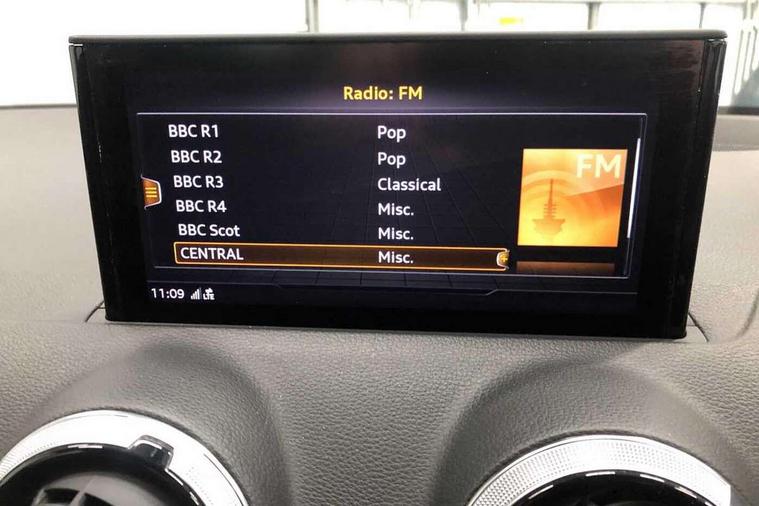 Radio: FM
BBC R1 Pop
BBC R2 Pop
BBC R3 Classical
BBC R4 Misc.
BBC Scot Misc.
CENTRAL Misc.
FM
11:09 LTE